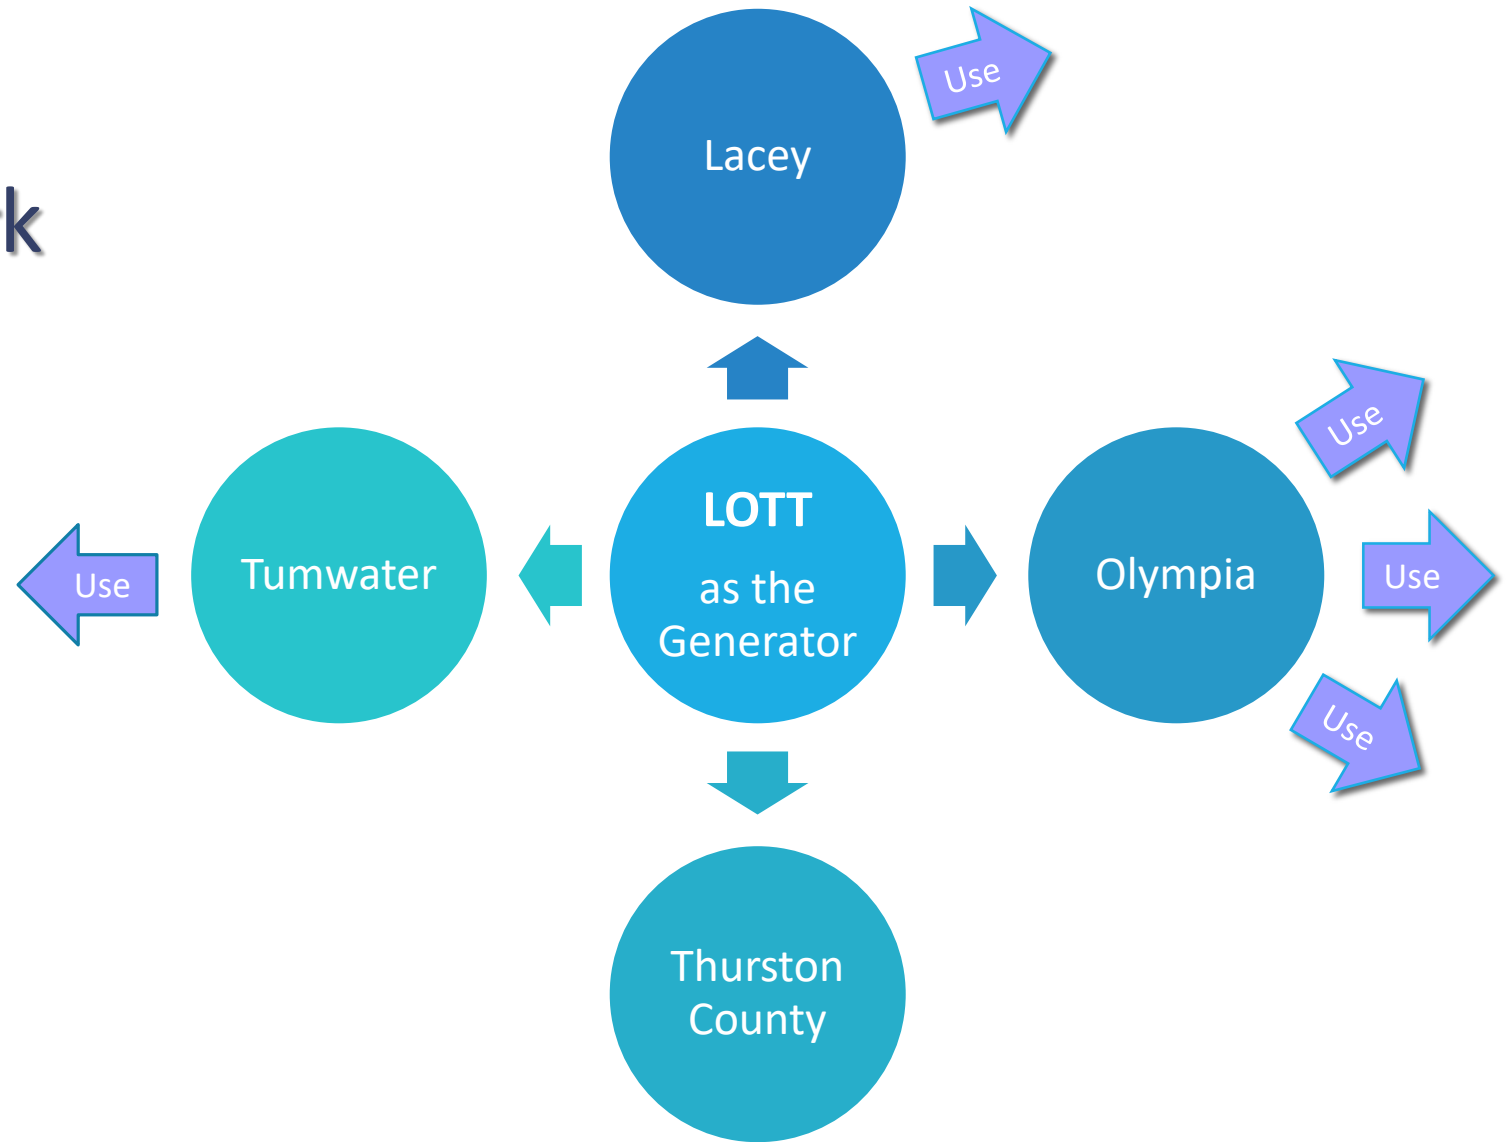 Use
Lacey
k
Use
LOTT
as the
Generator
Tumwater
Olympia
Use
Use
Use
Thurston
County